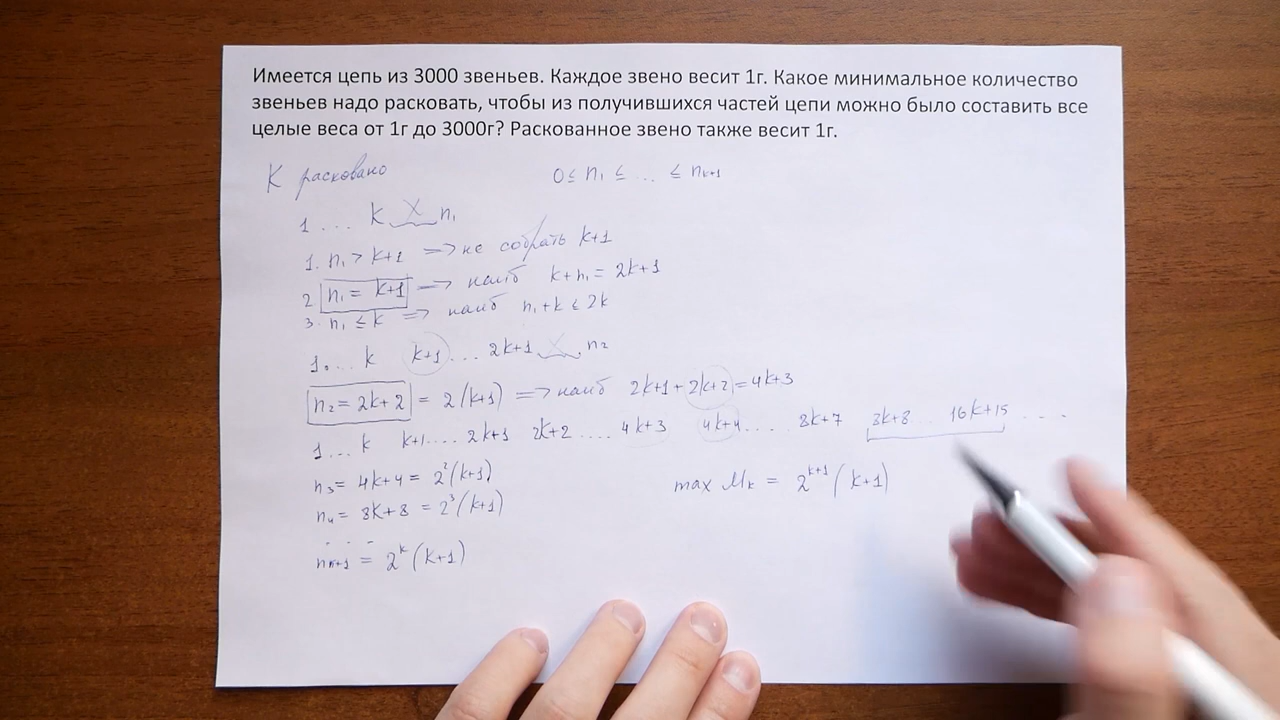 Имеется цепь из 3000 звеньев. Каждое звено весит 1г. Какое минимальное количество
звеньев надо расковать, чтобы из получившихся частей цепи можно было составить все
целые веса от 1г до 3000г? Раскованное звено также весит 1г.
K расковано 0 ≤ n₁ ≤ ... ≤ nₖ₊₁
1 ... k n₁
1. n₁ > k+1 => не собрать k+1
2 n₁ = k+1 => наиб k+n₁ = 2k+1
3. n₁ ≤ k => наиб n₁+k ≤ 2k
1 ... k k+1 ... 2k+1 n₂
n₂ = 2k+2 = 2(k+1) => наиб 2k+1+2k+2 = 4k+3
1 ... k k+1 .... 2k+1 2k+2 .... 4k+3 4k+4 .... 8k+7 8k+8 .. 16k+15 ....
n₃ = 4k+4 = 2²(k+1)
n₄ = 8k+8 = 2³(k+1)
. . .
nₖ₊₁ = 2ᵏ(k+1)
max Mₖ = 2ᵏ⁺¹(k+1)